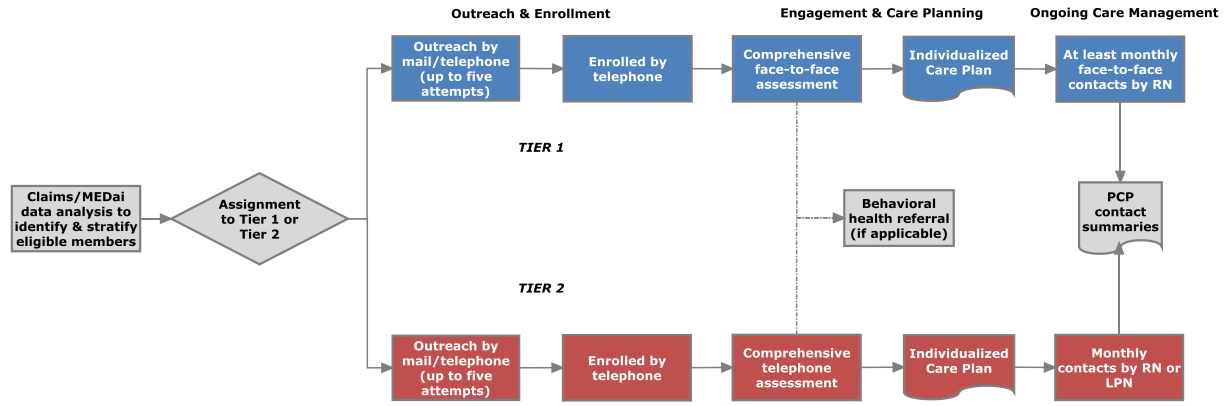 Outreach & Enrollment
Engagement & Care Planning
Ongoing Care Management
Outreach by
mail/telephone
(up to five
attempts)
Enrolled by
telephone
Comprehensive
face-to-face
assessment
Individualized
Care Plan
At least monthly
face-to-face
contacts by RN
TIER 1
Claims/MEDai
data analysis to
identify & stratify
eligible members
Assignment
to Tier 1 or
Tier 2
Behavioral
health referral
(if applicable)
PCP
contact
summaries
TIER 2
Outreach by
mail/telephone
(up to five
attempts)
Enrolled by
telephone
Comprehensive
telephone
assessment
Individualized
Care Plan
Monthly
contacts by RN or
LPN